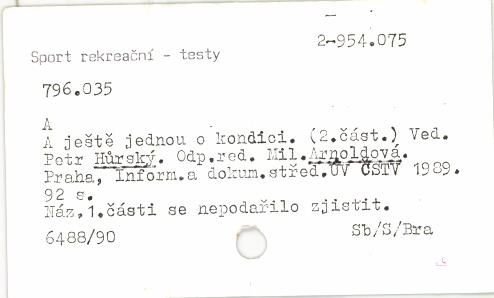 2-954.075
Sport rekreační - testy
796.035
A
A ještě jednou o kondici. (2.část.) Ved.
Petr Hůrský. Odp.red. Mil.Arnoldová.
Praha, Inform.a dokum.střed.ÚV ČSTV 1989.
92 s.
Náz,1.části se nepodařilo zjistit.
6488/90 Sb/S/Bra